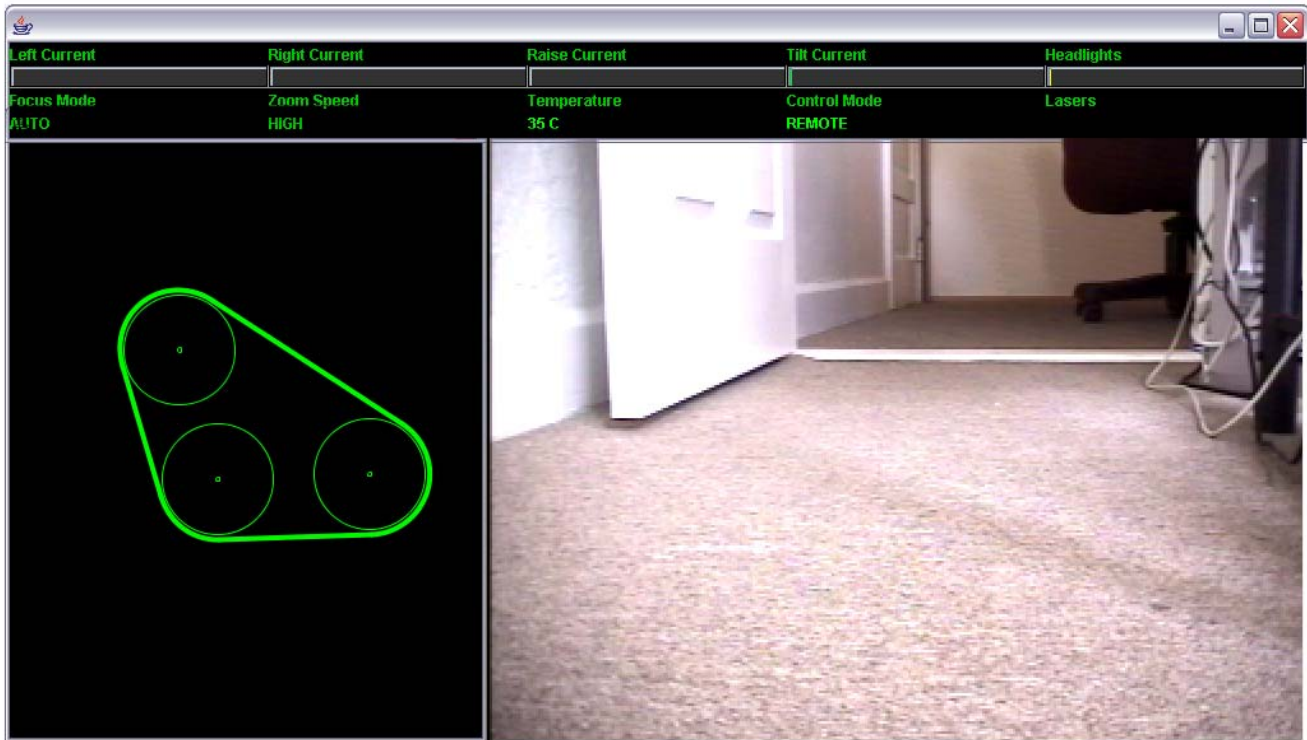 Left Current Right Current Raise Current Tilt Current Headlights
Focus Mode Zoom Speed Temperature Control Mode Lasers
AUTO HIGH 35 C REMOTE